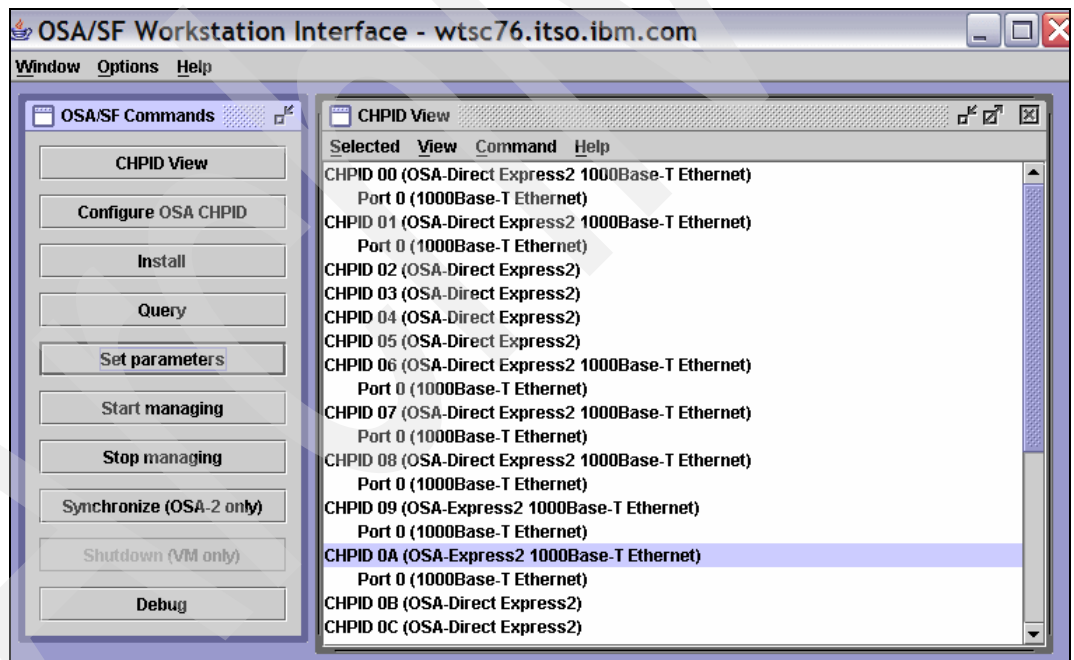 OSA/SF Workstation Interface - wtsc76.itso.ibm.com
Window Options Help
OSA/SF Commands
CHPID View
Configure OSA CHPID
Install
Query
Set parameters
Start managing
Stop managing
Synchronize (OSA-2 only)
Shutdown (VM only)
Debug
CHPID View
Selected View Command Help
CHPID 00 (OSA-Direct Express2 1000Base-T Ethernet)
Port 0 (1000Base-T Ethernet)
CHPID 01 (OSA-Direct Express2 1000Base-T Ethernet)
Port 0 (1000Base-T Ethernet)
CHPID 02 (OSA-Direct Express2)
CHPID 03 (OSA-Direct Express2)
CHPID 04 (OSA-Direct Express2)
CHPID 05 (OSA-Direct Express2)
CHPID 06 (OSA-Direct Express2 1000Base-T Ethernet)
Port 0 (1000Base-T Ethernet)
CHPID 07 (OSA-Direct Express2 1000Base-T Ethernet)
Port 0 (1000Base-T Ethernet)
CHPID 08 (OSA-Direct Express2 1000Base-T Ethernet)
Port 0 (1000Base-T Ethernet)
CHPID 09 (OSA-Express2 1000Base-T Ethernet)
Port 0 (1000Base-T Ethernet)
CHPID 0A (OSA-Express2 1000Base-T Ethernet)
Port 0 (1000Base-T Ethernet)
CHPID 0B (OSA-Direct Express2)
CHPID 0C (OSA-Direct Express2)